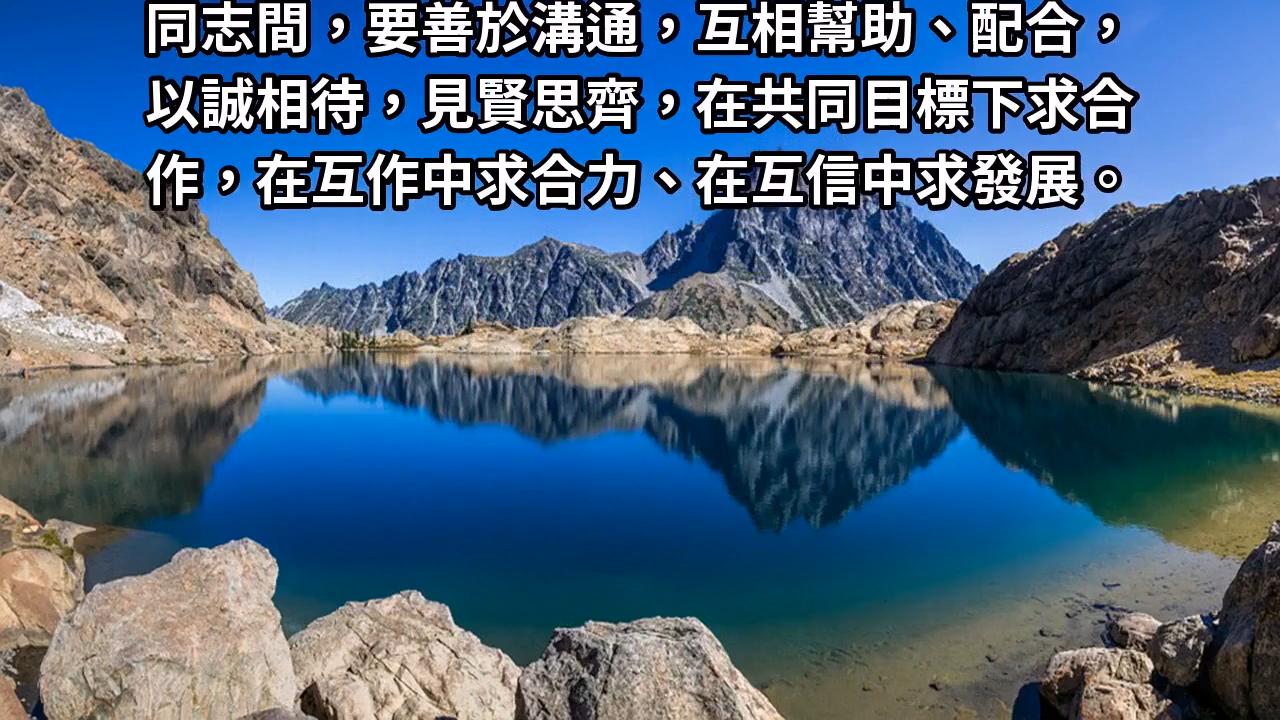 同志間，要善於溝通，互相幫助、配合，
以誠相待，見賢思齊，在共同目標下求合
作，在互作中求合力、在互信中求發展。